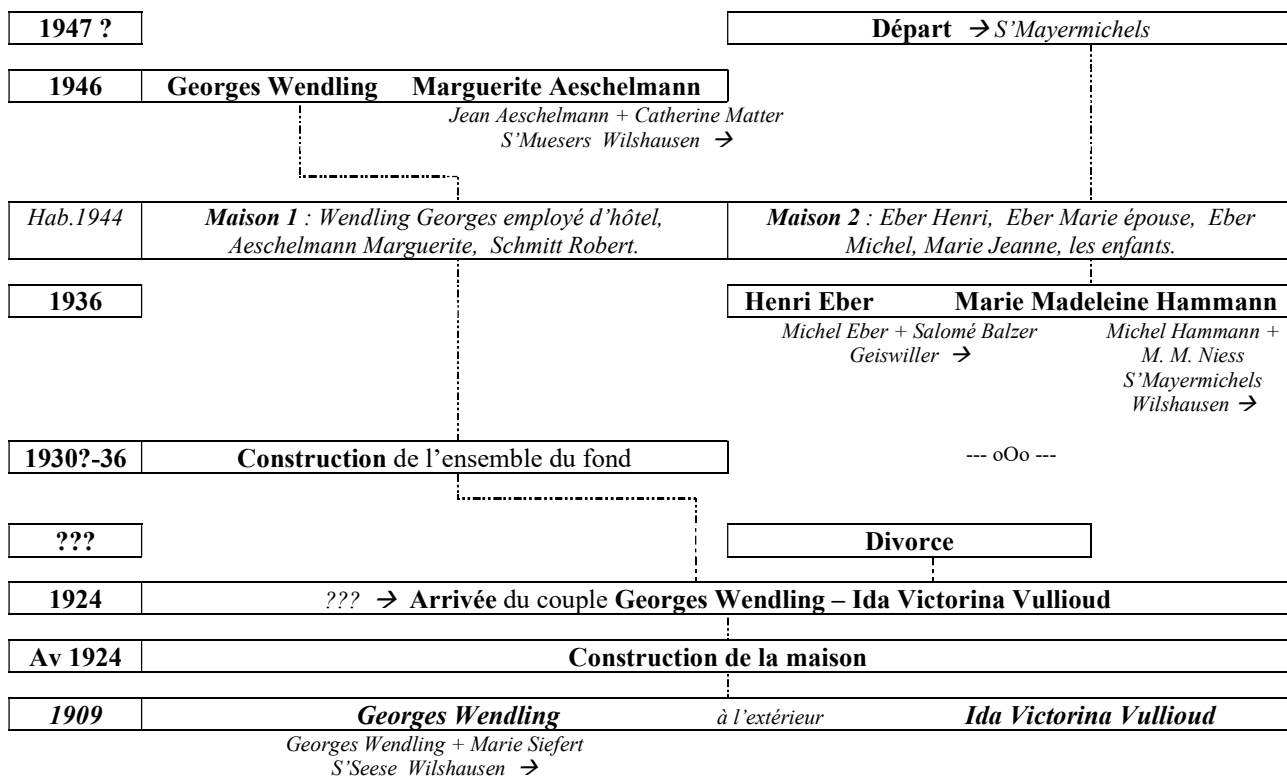 1947 ? Départ → S’Mayermichels
1946 Georges Wendling Marguerite Aeschelmann
Jean Aeschelmann + Catherine Matter
S’Muesers Wilshausen →
Hab.1944 Maison 1 : Wendling Georges employé d’hôtel, Maison 2 : Eber Henri, Eber Marie épouse, Eber
Aeschelmann Marguerite, Schmitt Robert. Michel, Marie Jeanne, les enfants.
1936 Henri Eber Marie Madeleine Hammann
Michel Eber + Salomé Balzer Michel Hammann +
Geiswiller → M. M. Niess
S’Mayermichels
Wilshausen →
1930?-36 Construction de l’ensemble du fond --- oOo ---
??? Divorce
1924 ??? → Arrivée du couple Georges Wendling – Ida Victorina Vullioud
Av 1924 Construction de la maison
1909 Georges Wendling à l’extérieur Ida Victorina Vullioud
Georges Wendling + Marie Siefert
S’Seese Wilshausen →